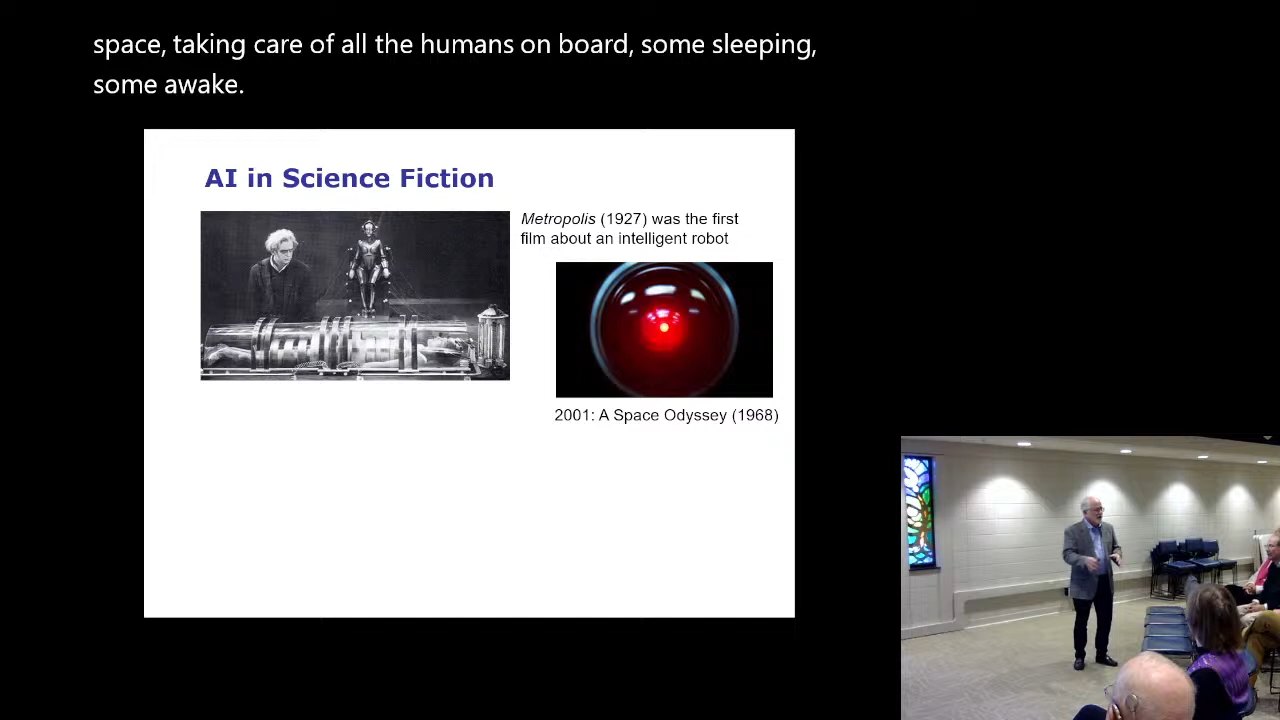 space, taking care of all the humans on board, some sleeping,
some awake.
AI in Science Fiction
Metropolis (1927) was the first
film about an intelligent robot
2001: A Space Odyssey (1968)